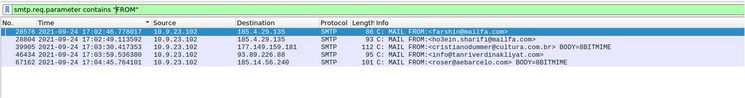 smtp.req.parameter contains "FROM"
No. Time Source Destination Protocol Length Info
28576 2021-09-24 17:02:46.778017 10.9.23.102 185.4.29.135 SMTP 86 C: MAIL FROM:<farshin@mailfa.com>
28804 2021-09-24 17:02:49.113592 10.9.23.102 185.4.29.135 SMTP 93 C: MAIL FROM:<ho3ein.sharifi@mailfa.com>
39905 2021-09-24 17:03:30.417353 10.9.23.102 177.149.159.181 SMTP 112 C: MAIL FROM:<cristianodummer@cultura.com.br> BODY=8BITMIME
46434 2021-09-24 17:03:59.536380 10.9.23.102 93.89.226.88 SMTP 95 C: MAIL FROM:<info@tanriverdinakliyat.com>
67162 2021-09-24 17:04:45.764101 10.9.23.102 185.14.56.240 SMTP 101 C: MAIL FROM:<roser@aebarcelo.com> BODY=8BITMIME